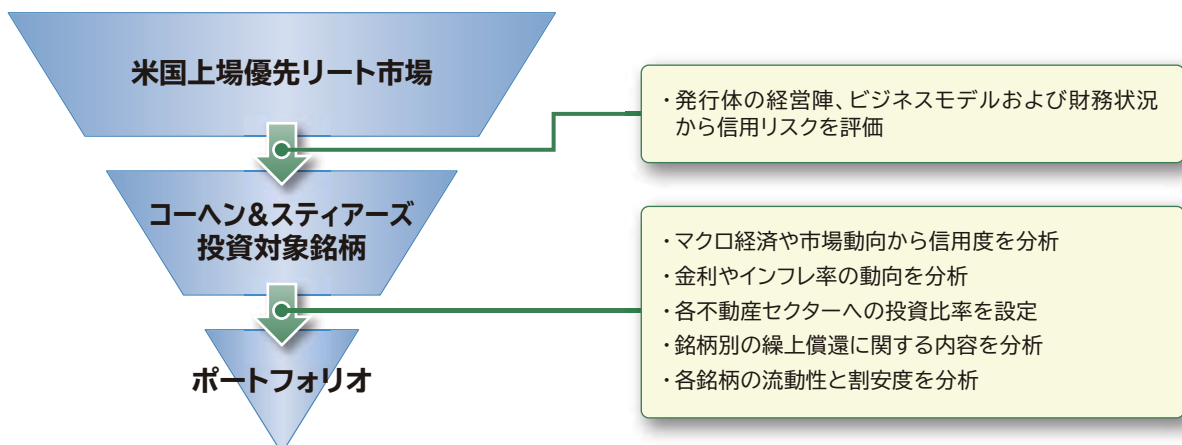 米国上場優先リート市場
・発行体の経営陣、ビジネスモデルおよび財務状況
から信用リスクを評価
コーヘン&スティアーズ
投資対象銘柄
・マクロ経済や市場動向から信用度を分析
・金利やインフレ率の動向を分析
・各不動産セクターへの投資比率を設定
・銘柄別の繰上償還に関する内容を分析
・各銘柄の流動性と割安度を分析
ポートフォリオ